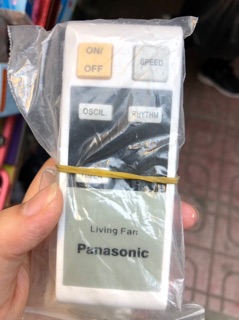 ON/
OFF
SPEED
OSCIL
RHYTHM
Living Fan
Panasonic